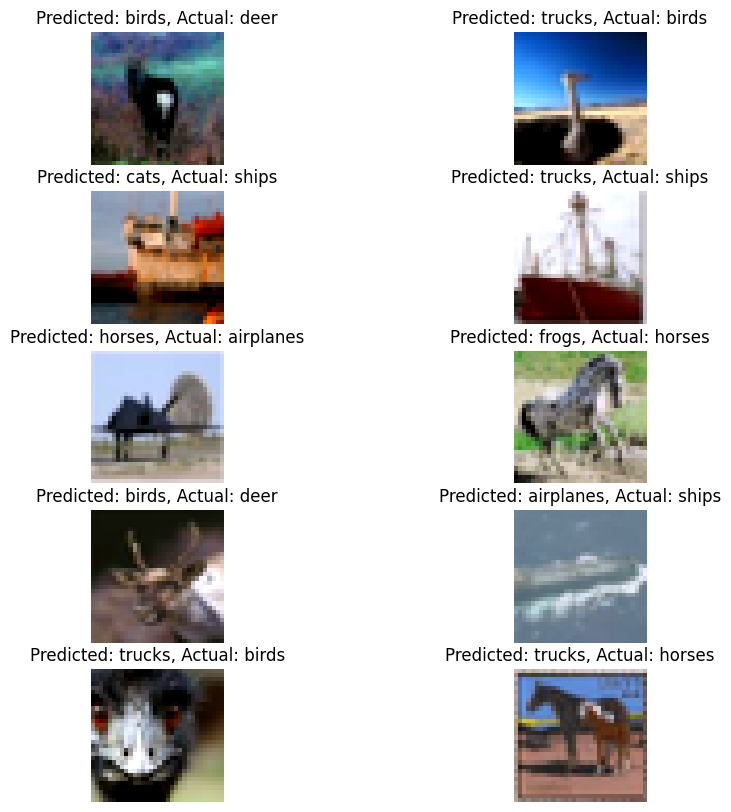 Predicted: birds, Actual: deer
Predicted: trucks, Actual: birds
Predicted: cats, Actual: ships
Predicted: trucks, Actual: ships
Predicted: horses, Actual: airplanes
Predicted: frogs, Actual: horses
Predicted: birds, Actual: deer
Predicted: airplanes, Actual: ships
Predicted: trucks, Actual: birds
Predicted: trucks, Actual: horses